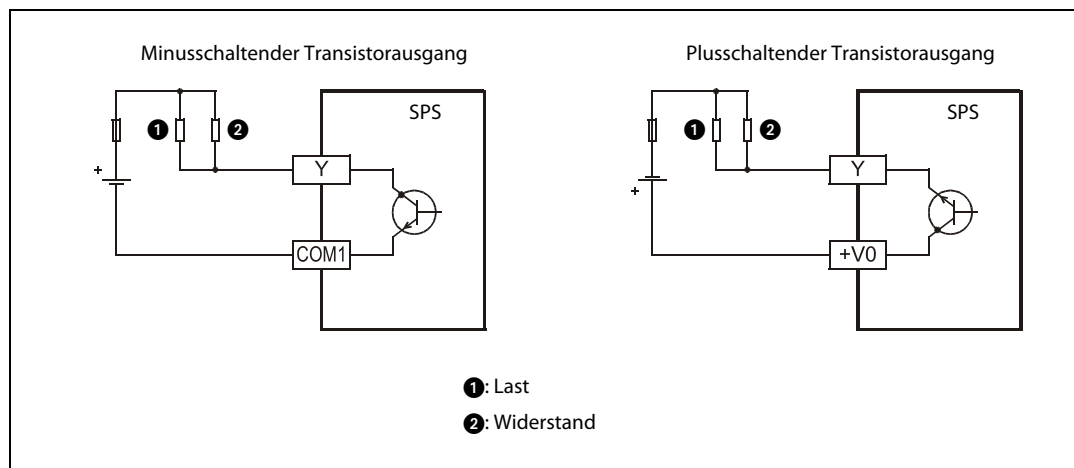 Minusschaltender Transistorausgang
SPS
❶ ❷
+
Y
COM1
Plusschaltender Transistorausgang
SPS
❶ ❷
+
Y
+V0
❶: Last
❷: Widerstand